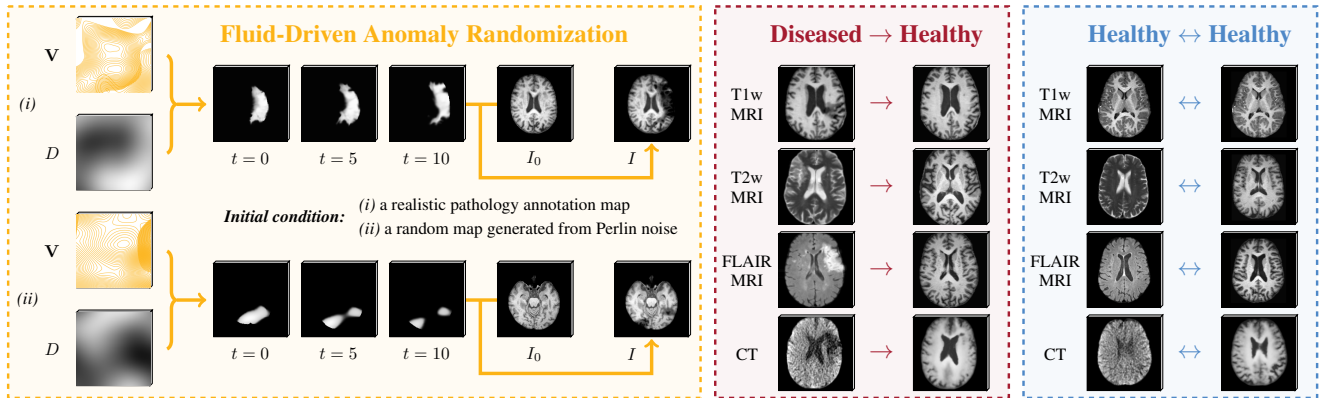 Fluid-Driven Anomaly Randomization
V
(i)
D
t = 0
t = 5
t = 10
I0
I
Initial condition:
(i) a realistic pathology annotation map
(ii) a random map generated from Perlin noise
V
(ii)
D
t = 0
t = 5
t = 10
I0
I
Diseased → Healthy
T1w
MRI
→
T2w
MRI
→
FLAIR
MRI
→
CT
→
Healthy ↔ Healthy
T1w
MRI
↔
T2w
MRI
↔
FLAIR
MRI
↔
CT
↔